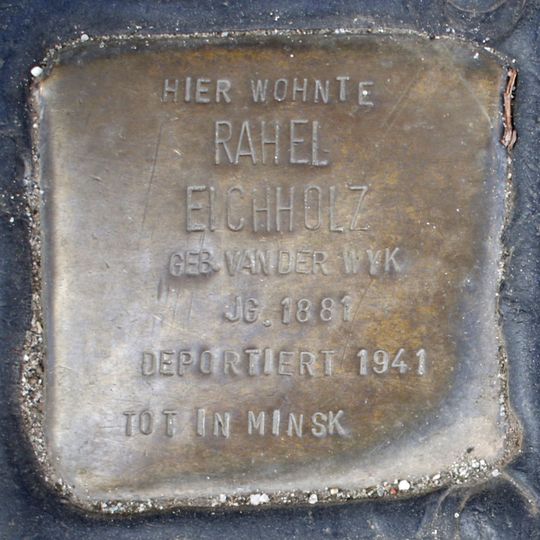 HIER WOHNTE
RAHEL
EICHHOLZ
GEB. VAN DER WYK
JG. 1881
DEPORTIERT 1941
TOT IN MINSK